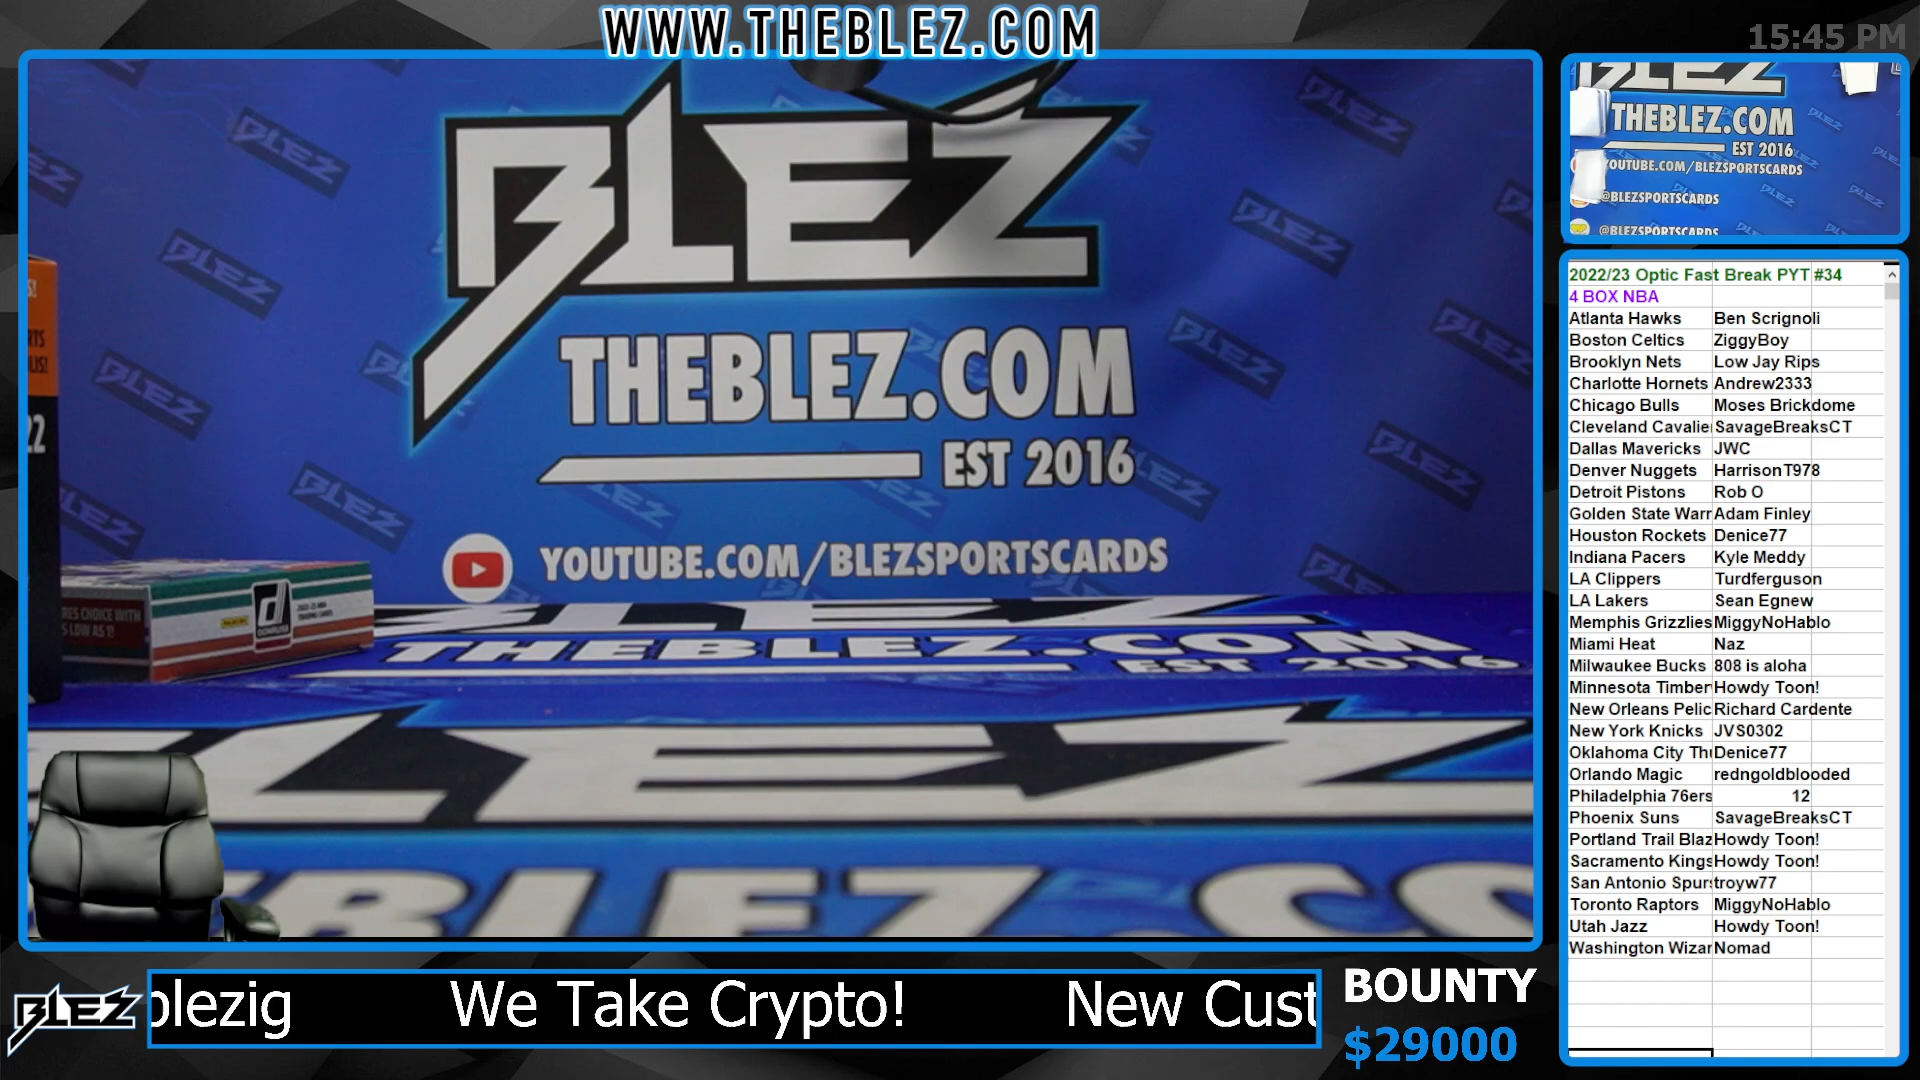 WWW.THEBLEZ.COM
15:45 PM
BLEZ
THEBLEZ.COM
EST 2016
YOUTUBE.COM/BLEZSPORTSCARDS
22
BLEZ
THEBLEZ.COM
EST 2016
BLEZ
THEBLEZ.COM
EST 2016
YOUTUBE.COM/BLEZSPORTSCARDS
@BLEZSPORTSCARDS
@BLEZSPORTSCARDS
2022/23 Optic Fast Break PYT #34
4 BOX NBA
Atlanta Hawks Ben Scrignoli
Boston Celtics ZiggyBoy
Brooklyn Nets Low Jay Rips
Charlotte Hornets Andrew2333
Chicago Bulls Moses Brickdome
Cleveland Cavalie SavageBreaksCT
Dallas Mavericks JWC
Denver Nuggets HarrisonT978
Detroit Pistons Rob O
Golden State Warr Adam Finley
Houston Rockets Denice77
Indiana Pacers Kyle Meddy
LA Clippers Turdferguson
LA Lakers Sean Egnew
Memphis Grizzlies MiggyNoHablo
Miami Heat Naz
Milwaukee Bucks 808 is aloha
Minnesota Timber Howdy Toon!
New Orleans Pelic Richard Cardente
New York Knicks JVS0302
Oklahoma City Th Denice77
Orlando Magic redngoldblooded
Philadelphia 76ers 12
Phoenix Suns SavageBreaksCT
Portland Trail Blaz Howdy Toon!
Sacramento Kings Howdy Toon!
San Antonio Spurs troyw77
Toronto Raptors MiggyNoHablo
Utah Jazz Howdy Toon!
Washington Wizar Nomad
BLEZ
blezig We Take Crypto! New Cust
BOUNTY
$29000